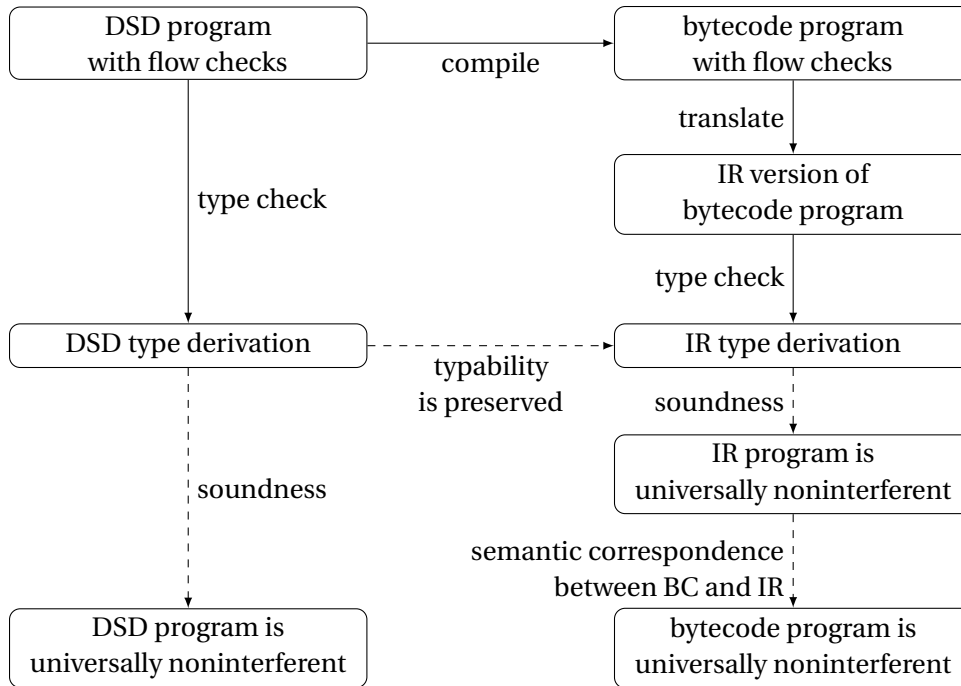 DSD program
with flow checks
compile
bytecode program
with flow checks
translate
IR version of
bytecode program
type check
type check
DSD type derivation
typability
is preserved
IR type derivation
soundness
IR program is
universally noninterferent
soundness
semantic correspondence
between BC and IR
DSD program is
universally noninterferent
bytecode program is
universally noninterferent